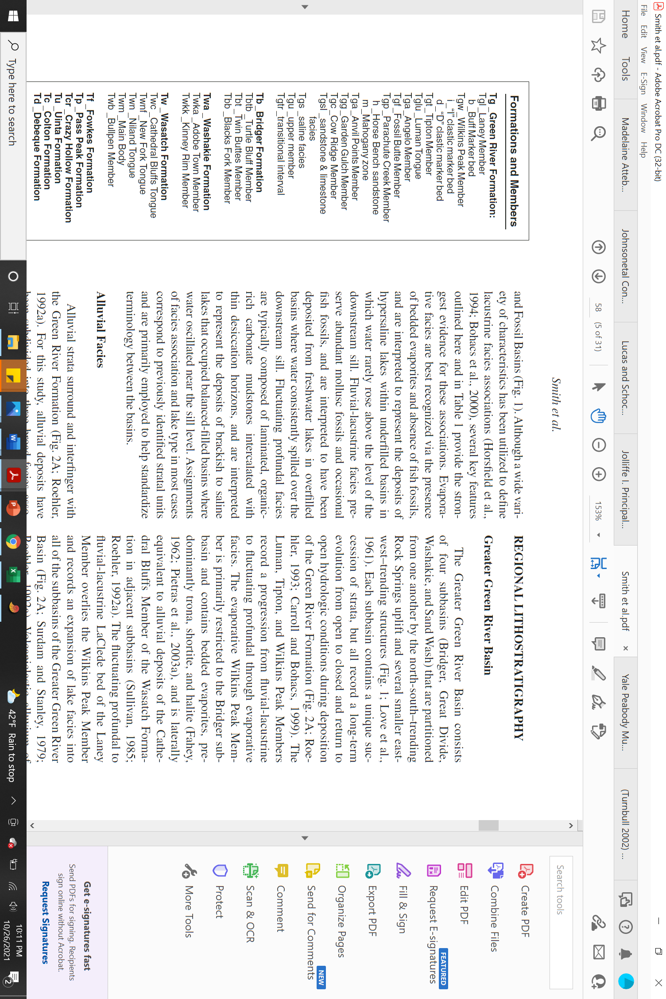 Smith et al.pdf - Adobe Acrobat Pro DC (32-bit)
File Edit View E-Sign Window Help
Home Tools Madelaine Atteb... Johnsonetal Con... Lucas and Schoc... Jolliffe I. Principal... Smith et al.pdf × Yale Peabody Mu... (Turnbull 2002) ...
58 (5 of 31) 153%
Smith et al.
Formations and Members
Tg _ Green River Formation:
Tgl_Laney Member
b_Buff Marker bed
Tgw_Wilkins Peak Member
i_"I" clastic marker bed
d_"D" clastic marker bed
Tgt_Tipton Member
Tglu_Luman Tongue
Tga_Angelo Member
Tgf_Fossil Butte Member
Tgp_Parachute Creek Member
h_Horse Bench sandstone
m_Mahogany zone
Tga_Anvil Points Member
Tgg_Garden Gulch Member
Tgc_Cow Ridge Member
Tgsl_sandstone & limestone
facies
Tgs_saline facies
Tgu_upper member
Tgtr_transitional interval
Tb_Bridger Formation
Tbtb_Turtle Bluff Member
Tbt_Twin Buttes Member
Tbb_Blacks Fork Member
Twa_Washakie Formation
Twka_Adobe Town Member
Twkk_Kinney Rim Member
Tw_Wasatch Formation
Twc_Cathedral Bluffs Tongue
Twnf_New Fork Tongue
Twn_Niland Tongue
Twm_Main Body
Twb_Bullpen Member
Tf_Fowkes Formation
Tp_Pass Peak Formation
Tcr_Crazy Hollow Formation
Tu_Uinta Formation
Tc_Colton Formation
Td_Debeque Formation
and Fossil Basins (Fig. 1). Although a wide vari-
ety of characteristics has been utilized to define
lacustrine facies associations (Horsfield et al.,
1994; Bohacs et al., 2000), several key features
outlined here and in Table 1 provide the stron-
gest evidence for these associations. Evapora-
tive facies are best recognized via the presence
of bedded evaporites and absence of fish fossils,
and are interpreted to represent the deposits of
hypersaline lakes within underfilled basins in
which water rarely rose above the level of the
downstream sill. Fluvial-lacustrine facies pre-
serve abundant mollusc fossils and occasional
fish fossils, and are interpreted to have been
deposited from freshwater lakes in overfilled
basins where water consistently spilled over the
downstream sill. Fluctuating profundal facies
are typically composed of laminated, organic-
rich carbonate mudstones intercalated with
thin desiccation horizons, and are interpreted
to represent the deposits of brackish to saline
lakes that occupied balanced-filled basins where
water oscillated near the sill level. Assignments
of facies association and lake type in most cases
correspond to previously identified stratal units
and are primarily employed to help standardize
terminology between the basins.
Alluvial Facies
Alluvial strata surround and interfinger with
the Green River Formation (Fig. 2A; Roehler,
1992a). For this study, alluvial deposits have
been subdivided into three broad facies asso-
REGIONAL LITHOSTRATIGRAPHY
Greater Green River Basin
The Greater Green River Basin consists
of four subbasins (Bridger, Great Divide,
Washakie, and Sand Wash) that are partitioned
from one another by the north-south–trending
Rock Springs uplift and several smaller east-
west–trending structures (Fig. 1; Love et al.,
1961). Each subbasin contains a unique suc-
cession of strata, but all record a long-term
evolution from open to closed and return to
open hydrologic conditions during deposition
of the Green River Formation (Fig. 2A; Roe-
hler, 1993; Carroll and Bohacs, 1999). The
Luman, Tipton, and Wilkins Peak Members
record a progression from fluvial-lacustrine
to fluctuating profundal through evaporative
facies. The evaporative Wilkins Peak Mem-
ber is primarily restricted to the Bridger sub-
basin and contains bedded evaporites, pre-
dominantly trona, shortite, and halite (Fahey,
1962; Pietras et al., 2003a), and is laterally
equivalent to alluvial deposits of the Cathe-
dral Bluffs Member of the Wasatch Forma-
tion in adjacent subbasins (Sullivan, 1985;
Roehler, 1992a). The fluctuating profundal to
fluvial-lacustrine LaClede bed of the Laney
Member overlies the Wilkins Peak Member
and records an expansion of lake facies into
all of the subbasins of the Greater Green River
Basin (Fig. 2A; Surdam and Stanley, 1979;
Roehler, 1992a). Volcaniclastic alluvium of
Search tools
Create PDF
Combine Files
Edit PDF
Request E-signatures
FEATURED
Fill & Sign
Export PDF
Organize Pages
Send for Comments
NEW
Comment
Scan & OCR
Protect
More Tools
Get e-signatures fast
Send PDFs for signing. Recipients
sign online without Acrobat.
Request Signatures
Type here to search
42°F Rain to stop
10:11 PM
10/26/2021
2